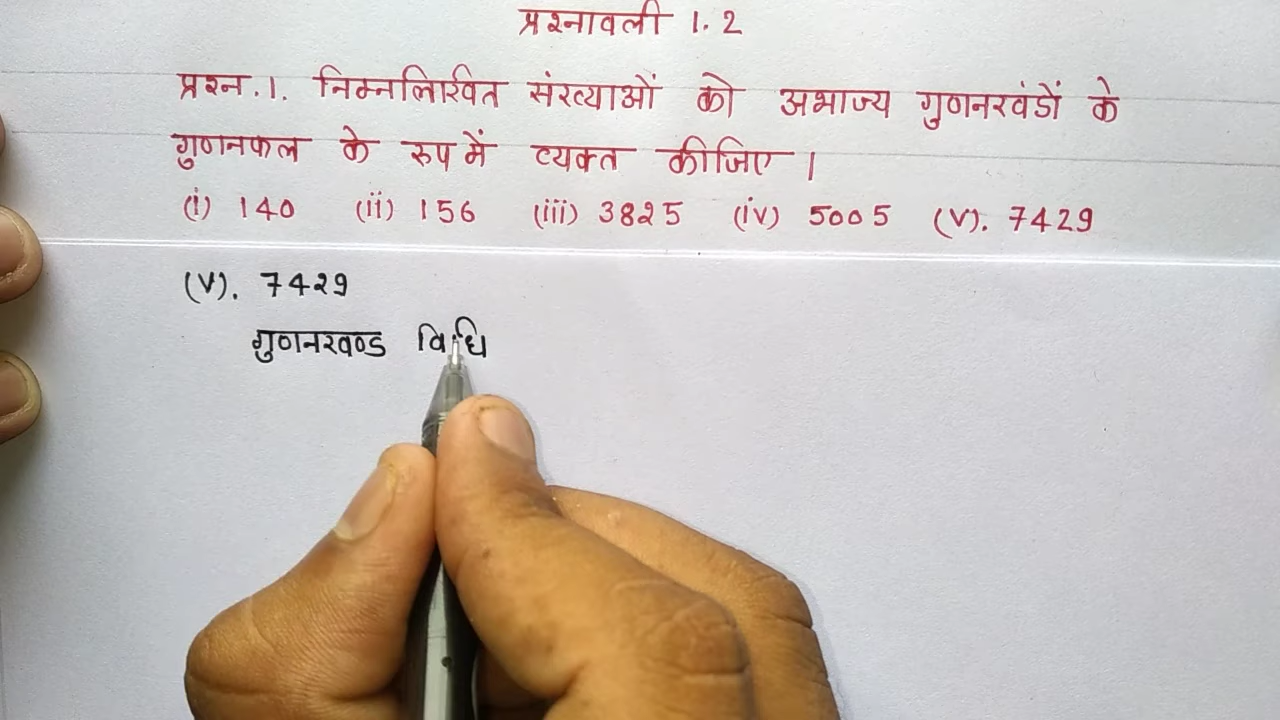 प्रश्नावली 1.2
प्रश्न.1. निम्नलिखित संख्याओं को अभाज्य गुणनखंडों के
गुणनफल के रुप में व्यक्त कीजिए ।
(i) 140 (ii) 156 (iii) 3825 (iv) 5005 (v). 7429
(v). 7429
गुणनखण्ड विधि